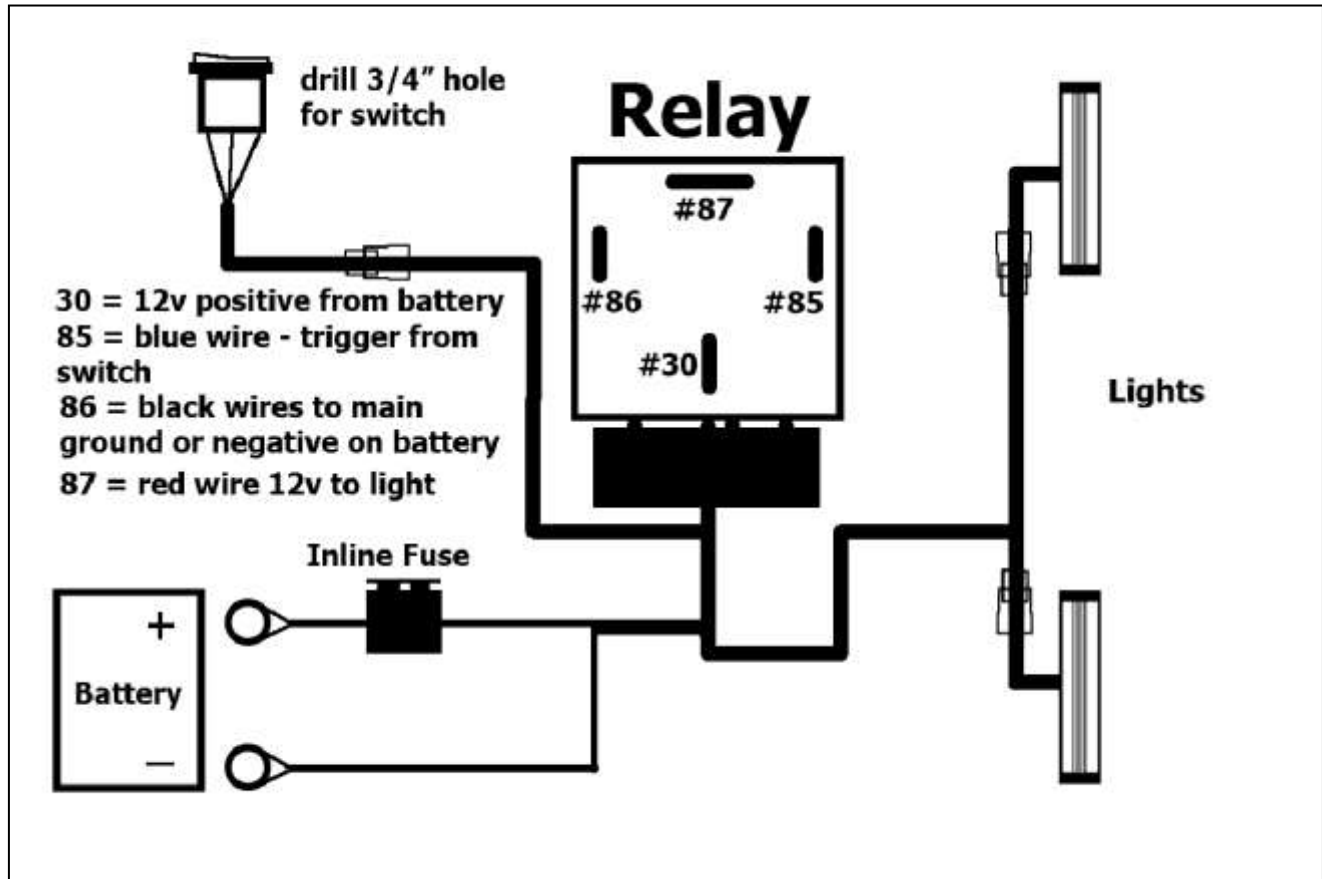 drill 3/4" hole
for switch
Relay
#87
#86
#85
#30
30 = 12v positive from battery
85 = blue wire - trigger from
switch
86 = black wires to main
ground or negative on battery
87 = red wire 12v to light
Lights
Inline Fuse
+
Battery
−